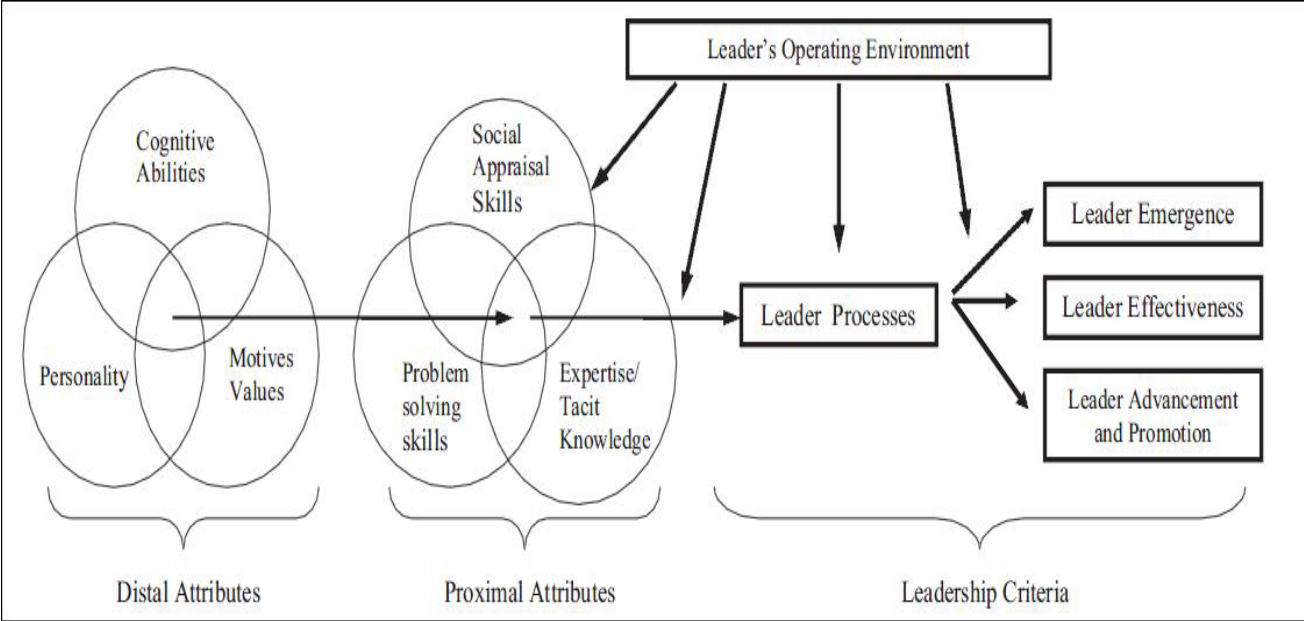 Leader's Operating Environment
Cognitive
Abilities
Personality
Motives
Values
Social
Appraisal
Skills
Problem
solving
skills
Expertise/
Tacit
Knowledge
Leader Processes
Leader Emergence
Leader Effectiveness
Leader Advancement
and Promotion
Distal Attributes
Proximal Attributes
Leadership Criteria